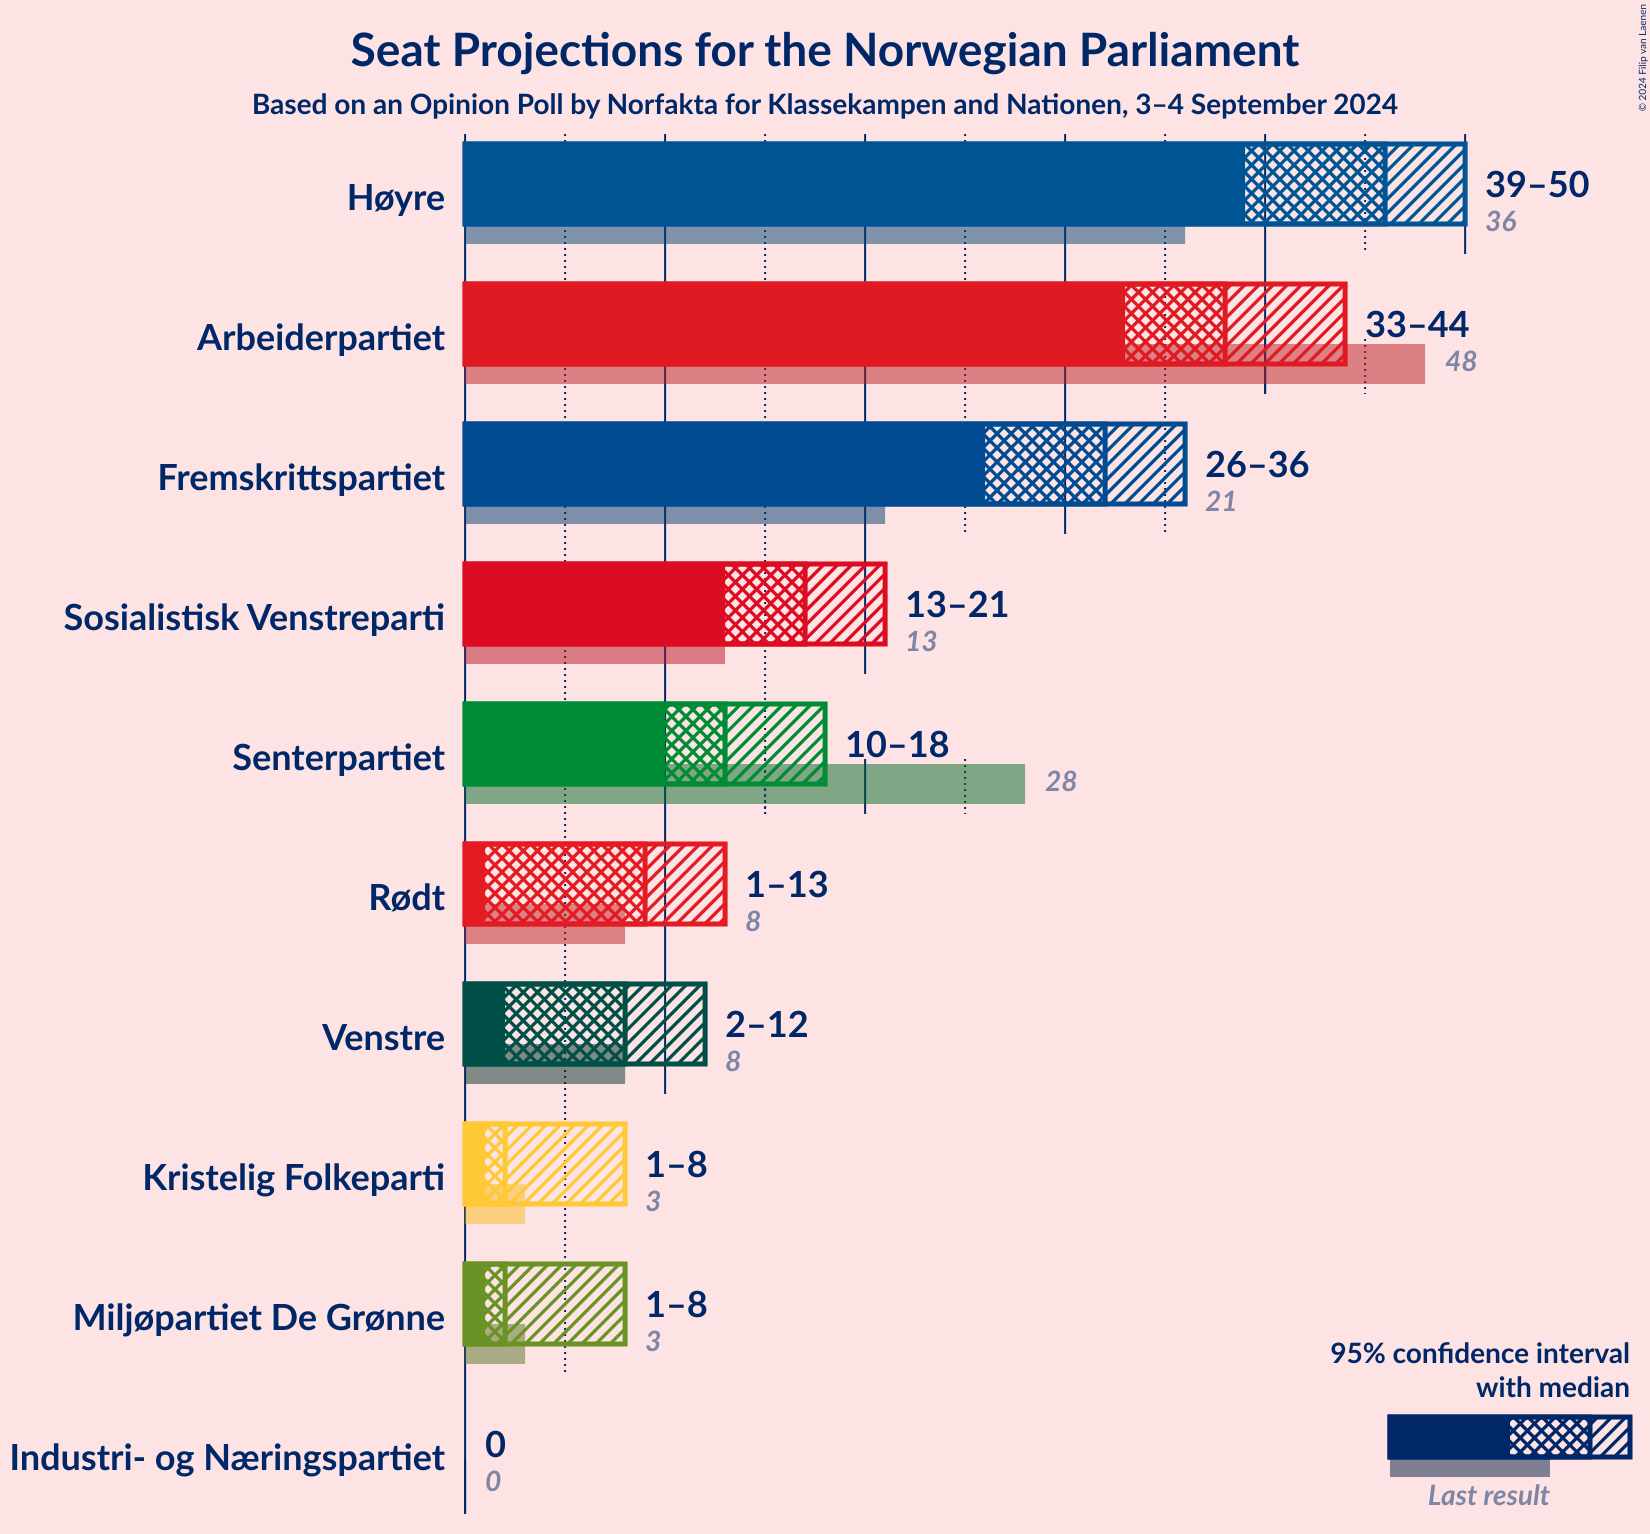 Seat Projections for the Norwegian Parliament
Based on an Opinion Poll by Norfakta for Klassekampen and Nationen, 3–4 September 2024
© 2024 Filip van Laenen
Høyre
39–50
36
Arbeiderpartiet
33–44
48
Fremskrittspartiet
26–36
21
Sosialistisk Venstreparti
13–21
13
Senterpartiet
10–18
28
Rødt
1–13
8
Venstre
2–12
8
Kristelig Folkeparti
1–8
3
Miljøpartiet De Grønne
1–8
3
Industri- og Næringspartiet
0
0
95% confidence interval
with median
Last result